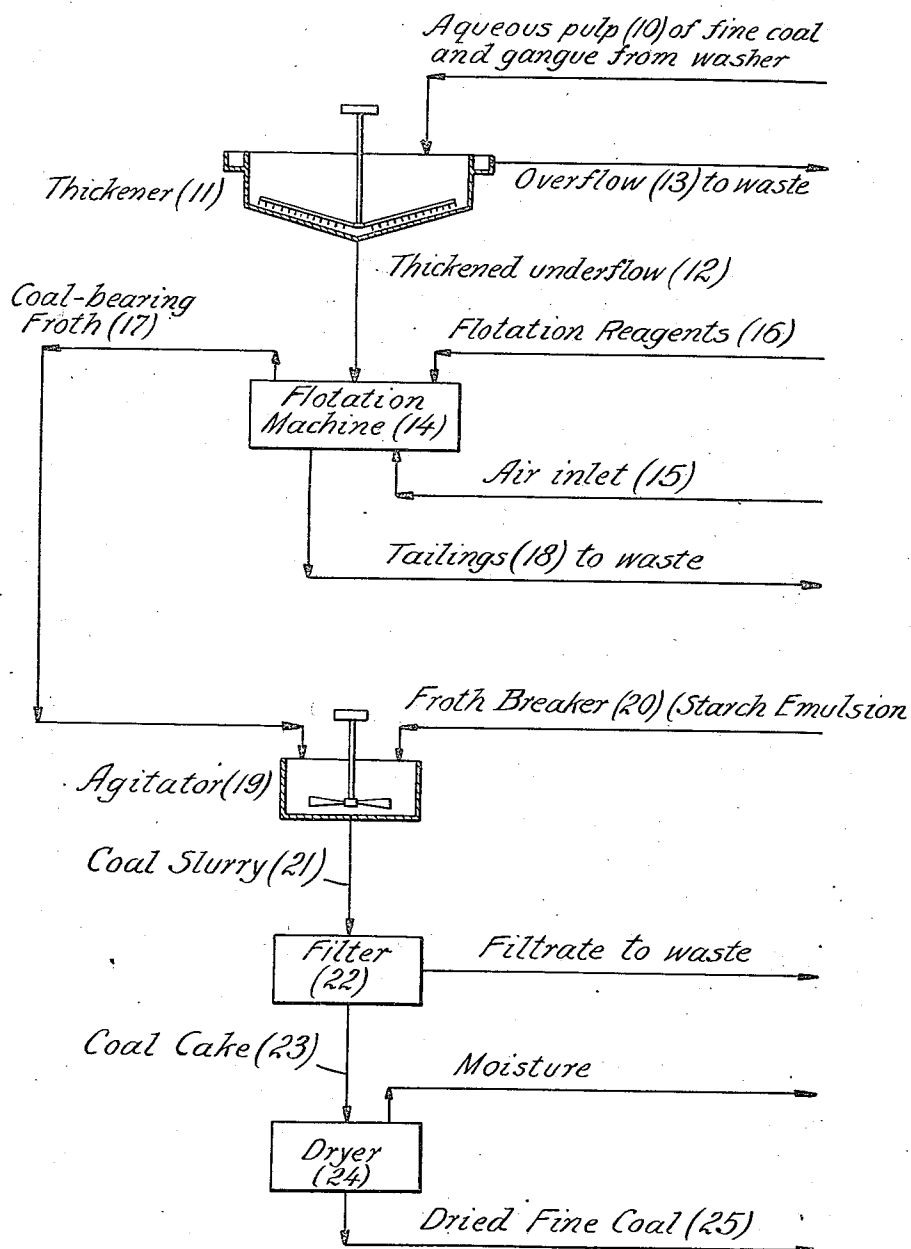 Aqueous pulp (10) of fine coal
and gangue from washer
Thickener (11)
Overflow (13) to waste
Thickened underflow (12)
Coal-bearing
Froth (17)
Flotation Reagents (16)
Flotation
Machine (14)
Air inlet (15)
Tailings (18) to waste
Froth Breaker (20) (Starch Emulsion
Agitator (19)
Coal Slurry (21)
Filter
(22)
Filtrate to waste
Coal Cake (23)
Moisture
Dryer
(24)
Dried Fine Coal (25)